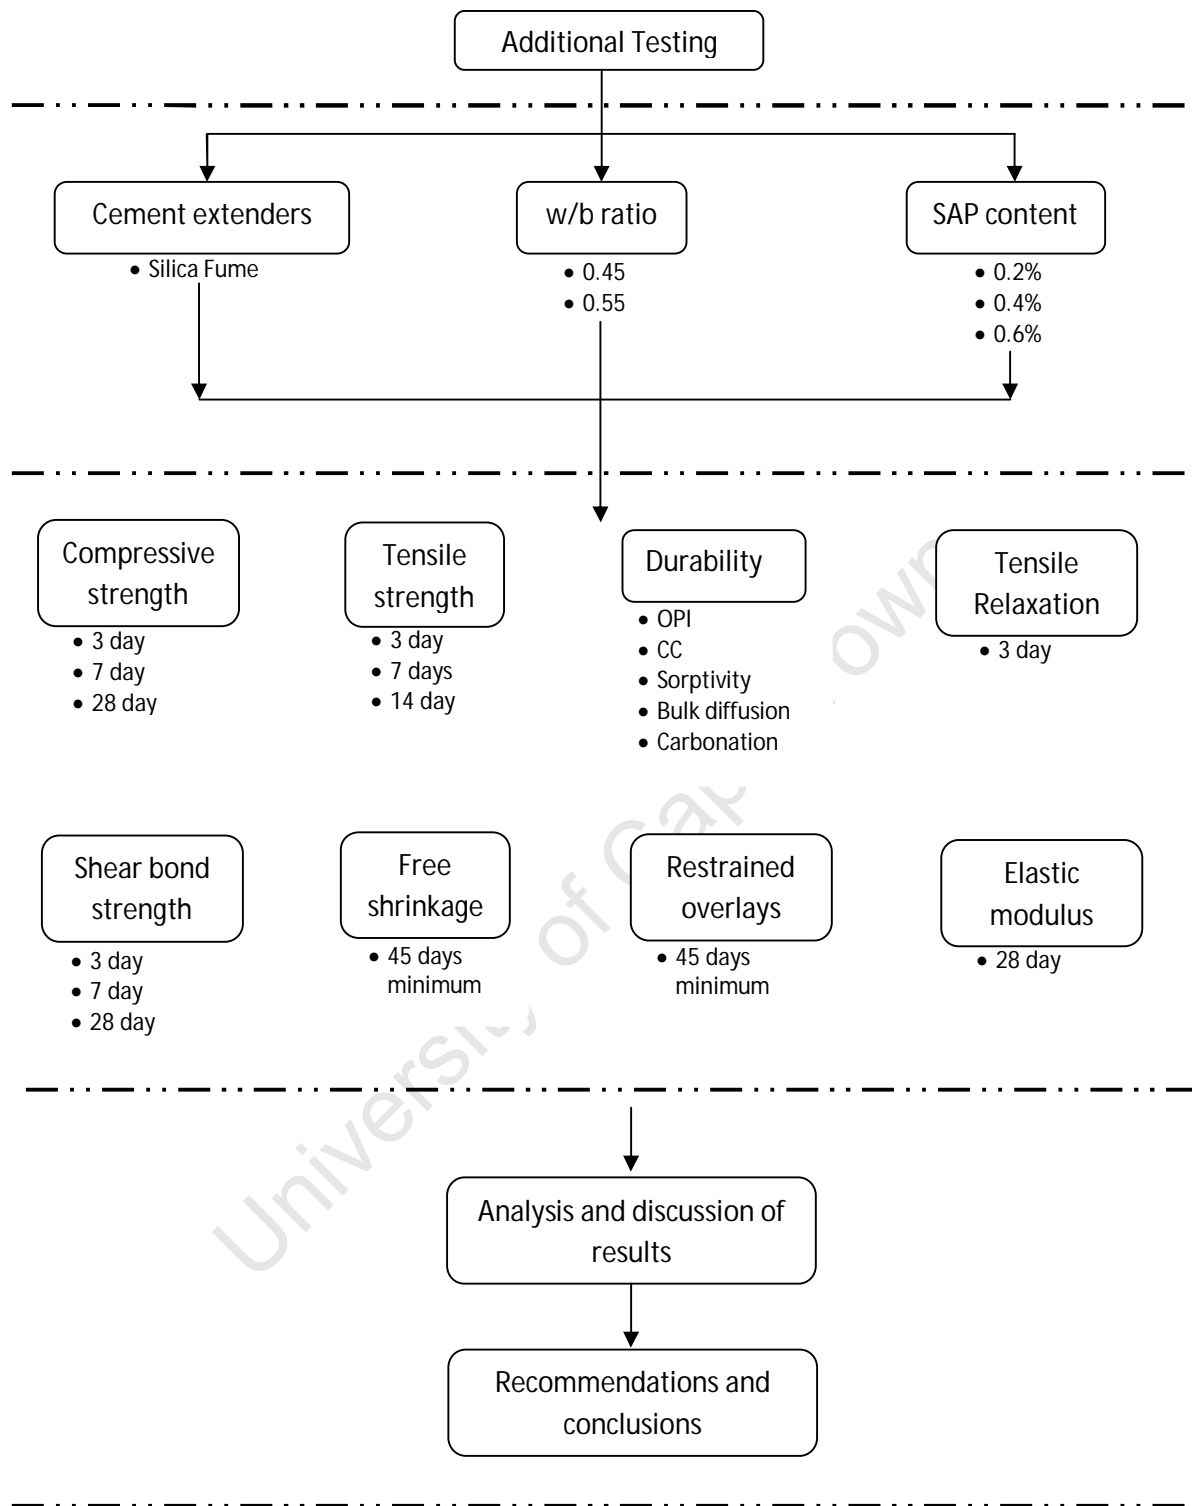 Additional Testing
Cement extenders
• Silica Fume
w/b ratio
• 0.45
• 0.55
SAP content
• 0.2%
• 0.4%
• 0.6%
Compressive
strength
• 3 day
• 7 day
• 28 day
Tensile
strength
• 3 day
• 7 days
• 14 day
Durability
• OPI
• CC
• Sorptivity
• Bulk diffusion
• Carbonation
Tensile
Relaxation
• 3 day
Shear bond
strength
• 3 day
• 7 day
• 28 day
Free
shrinkage
• 45 days
minimum
Restrained
overlays
• 45 days
minimum
Elastic
modulus
• 28 day
Analysis and discussion of
results
Recommendations and
conclusions
University of Cap own